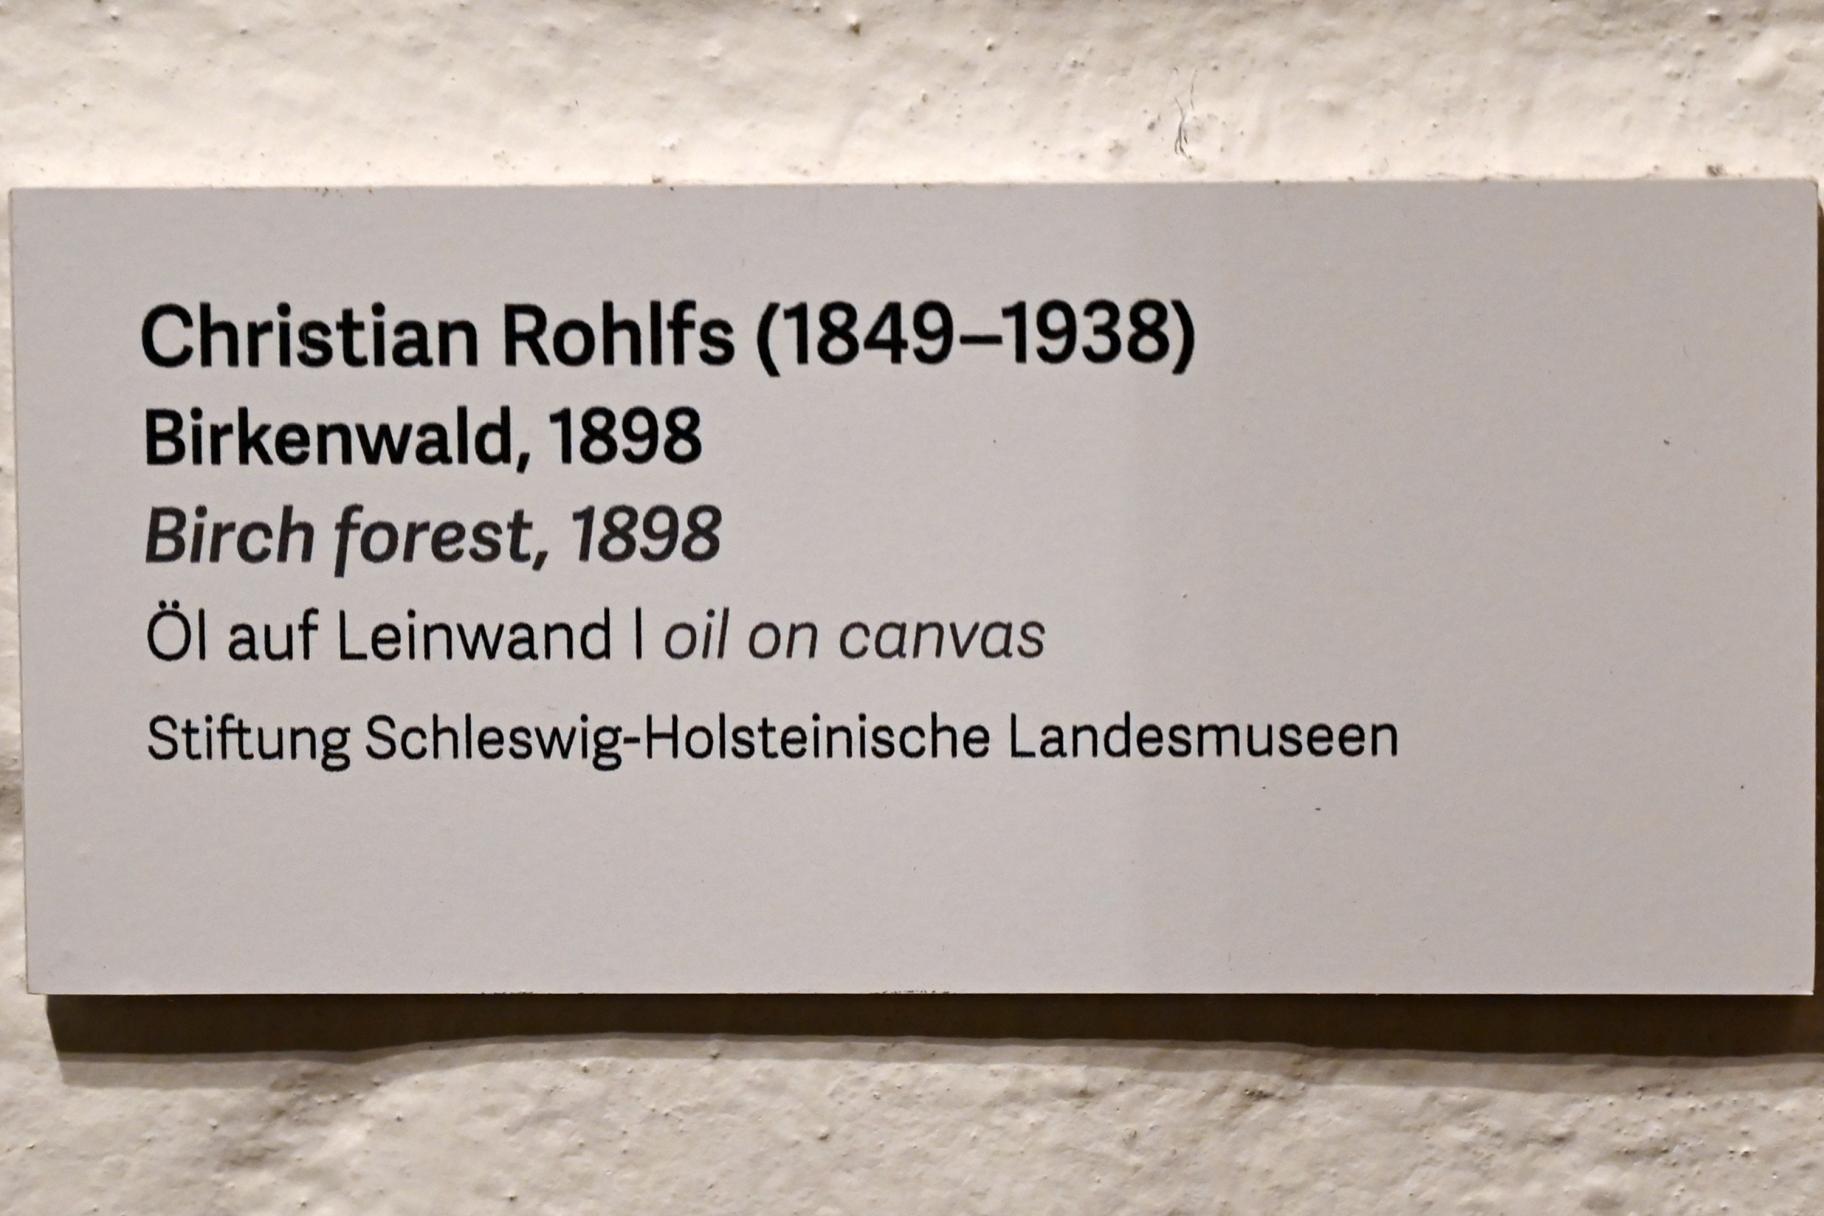 Christian Rohlfs (1849–1938)
Birkenwald, 1898
Birch forest, 1898
Öl auf Leinwand | oil on canvas
Stiftung Schleswig-Holsteinische Landesmuseen